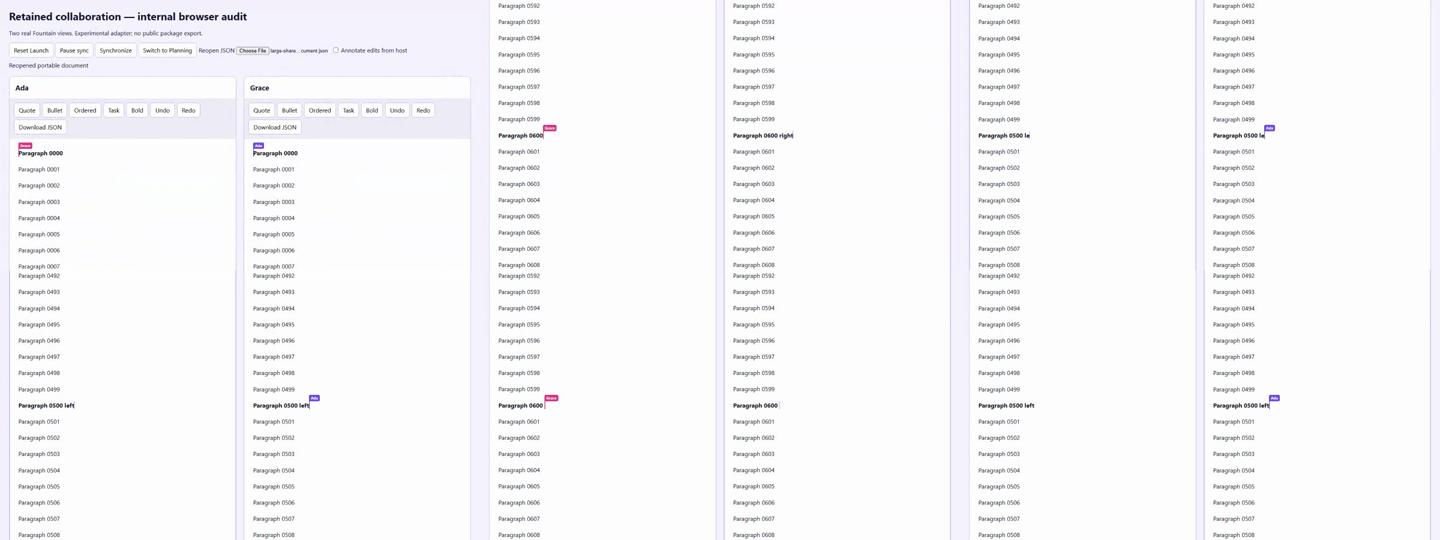 Retained collaboration — internal browser audit
Two real Fountain views. Experimental adapter; no public package export.
Reset Launch Pause sync Synchronize Switch to Planning Reopen JSON Choose File large-share... cument.json Annotate edits from host
Reopened portable document
Ada
Quote Bullet Ordered Task Bold Undo Redo
Download JSON
Grace
Paragraph 0000
Paragraph 0001
Paragraph 0002
Paragraph 0003
Paragraph 0004
Paragraph 0005
Paragraph 0006
Paragraph 0007
Grace
Quote Bullet Ordered Task Bold Undo Redo
Download JSON
Ada
Paragraph 0000
Paragraph 0001
Paragraph 0002
Paragraph 0003
Paragraph 0004
Paragraph 0005
Paragraph 0006
Paragraph 0007
Paragraph 0592
Paragraph 0593
Paragraph 0594
Paragraph 0595
Paragraph 0596
Paragraph 0597
Paragraph 0598
Paragraph 0599
Grace
Paragraph 0600
Paragraph 0601
Paragraph 0602
Paragraph 0603
Paragraph 0604
Paragraph 0605
Paragraph 0606
Paragraph 0607
Paragraph 0608
Paragraph 0592
Paragraph 0593
Paragraph 0594
Paragraph 0595
Paragraph 0596
Paragraph 0597
Paragraph 0598
Paragraph 0599
Paragraph 0600 right
Paragraph 0601
Paragraph 0602
Paragraph 0603
Paragraph 0604
Paragraph 0605
Paragraph 0606
Paragraph 0607
Paragraph 0608
Paragraph 0492
Paragraph 0493
Paragraph 0494
Paragraph 0495
Paragraph 0496
Paragraph 0497
Paragraph 0498
Paragraph 0499
Paragraph 0500 le
Paragraph 0501
Paragraph 0502
Paragraph 0503
Paragraph 0504
Paragraph 0505
Paragraph 0506
Paragraph 0507
Paragraph 0508
Paragraph 0492
Paragraph 0493
Paragraph 0494
Paragraph 0495
Paragraph 0496
Paragraph 0497
Paragraph 0498
Paragraph 0499
Ada
Paragraph 0500 le
Paragraph 0501
Paragraph 0502
Paragraph 0503
Paragraph 0504
Paragraph 0505
Paragraph 0506
Paragraph 0507
Paragraph 0508
Paragraph 0492
Paragraph 0493
Paragraph 0494
Paragraph 0495
Paragraph 0496
Paragraph 0497
Paragraph 0498
Paragraph 0499
Paragraph 0500 left
Paragraph 0501
Paragraph 0502
Paragraph 0503
Paragraph 0504
Paragraph 0505
Paragraph 0506
Paragraph 0507
Paragraph 0508
Paragraph 0492
Paragraph 0493
Paragraph 0494
Paragraph 0495
Paragraph 0496
Paragraph 0497
Paragraph 0498
Paragraph 0499
Ada
Paragraph 0500 left
Paragraph 0501
Paragraph 0502
Paragraph 0503
Paragraph 0504
Paragraph 0505
Paragraph 0506
Paragraph 0507
Paragraph 0508
Paragraph 0592
Paragraph 0593
Paragraph 0594
Paragraph 0595
Paragraph 0596
Paragraph 0597
Paragraph 0598
Paragraph 0599
Grace
Paragraph 0600
Paragraph 0601
Paragraph 0602
Paragraph 0603
Paragraph 0604
Paragraph 0605
Paragraph 0606
Paragraph 0607
Paragraph 0608
Paragraph 0592
Paragraph 0593
Paragraph 0594
Paragraph 0595
Paragraph 0596
Paragraph 0597
Paragraph 0598
Paragraph 0599
Paragraph 0600
Paragraph 0601
Paragraph 0602
Paragraph 0603
Paragraph 0604
Paragraph 0605
Paragraph 0606
Paragraph 0607
Paragraph 0608
Paragraph 0492
Paragraph 0493
Paragraph 0494
Paragraph 0495
Paragraph 0496
Paragraph 0497
Paragraph 0498
Paragraph 0499
Paragraph 0500 left
Paragraph 0501
Paragraph 0502
Paragraph 0503
Paragraph 0504
Paragraph 0505
Paragraph 0506
Paragraph 0507
Paragraph 0508
Paragraph 0492
Paragraph 0493
Paragraph 0494
Paragraph 0495
Paragraph 0496
Paragraph 0497
Paragraph 0498
Paragraph 0499
Ada
Paragraph 0500 left
Paragraph 0501
Paragraph 0502
Paragraph 0503
Paragraph 0504
Paragraph 0505
Paragraph 0506
Paragraph 0507
Paragraph 0508